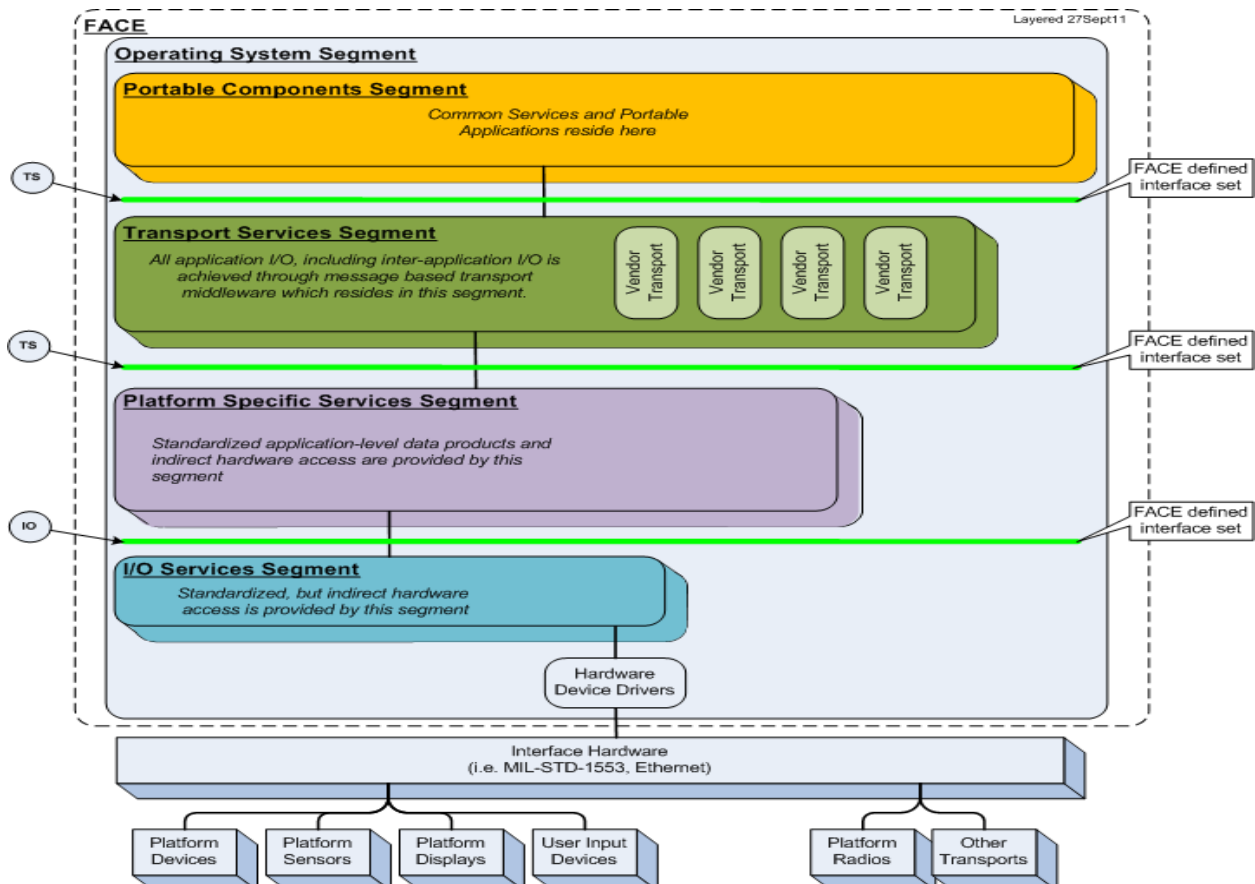 FACE
Layered 27Sept11
Operating System Segment
Portable Components Segment
Common Services and Portable
Applications reside here
TS
FACE defined
interface set
Transport Services Segment
All application I/O, including inter-application I/O is
achieved through message based transport
middleware which resides in this segment.
Vendor
Transport
Vendor
Transport
Vendor
Transport
Vendor
Transport
TS
FACE defined
interface set
Platform Specific Services Segment
Standardized application-level data products and
indirect hardware access are provided by this
segment
IO
FACE defined
interface set
I/O Services Segment
Standardized, but indirect hardware
access is provided by this segment
Hardware
Device Drivers
Interface Hardware
(i.e. MIL-STD-1553, Ethernet)
Platform
Devices
Platform
Sensors
Platform
Displays
User Input
Devices
Platform
Radios
Other
Transports